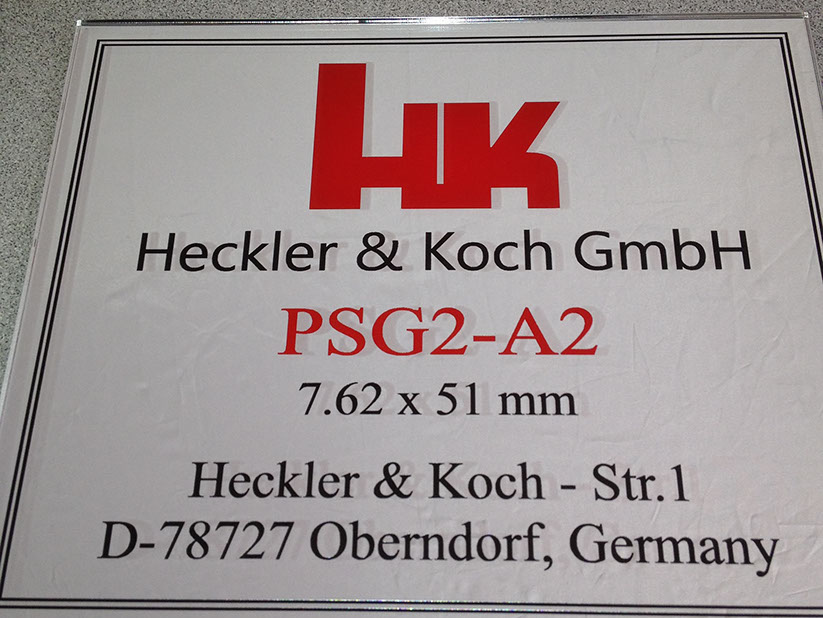 HK
Heckler & Koch GmbH
PSG2-A2
7.62 x 51 mm
Heckler & Koch - Str.1
D-78727 Oberndorf, Germany